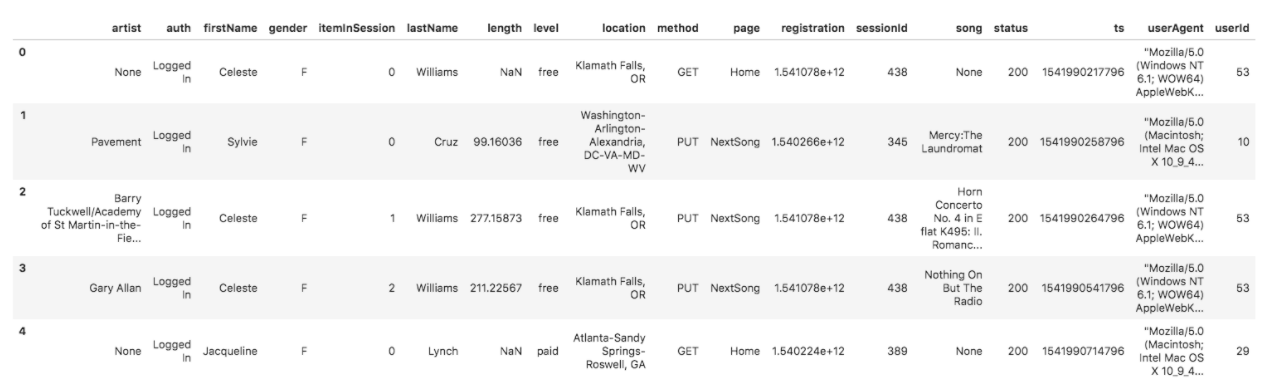 artist auth firstName gender itemInSession lastName length level location method page registration sessionId song status ts userAgent userId
0 None Logged In Celeste F 0 Williams NaN free Klamath Falls, OR GET Home 1.541078e+12 438 None 200 1541990217796 "Mozilla/5.0 (Windows NT 6.1; WOW64) AppleWebK... 53
1 Pavement Logged In Sylvie F 0 Cruz 99.16036 free Washington-Arlington-Alexandria, DC-VA-MD-WV PUT NextSong 1.540266e+12 345 Mercy:The Laundromat 200 1541990258796 "Mozilla/5.0 (Macintosh; Intel Mac OS X 10_9_4... 10
2 Barry Tuckwell/Academy of St Martin-in-the-Fie... Logged In Celeste F 1 Williams 277.15873 free Klamath Falls, OR PUT NextSong 1.541078e+12 438 Horn Concerto No. 4 in E flat K495: II. Romanc... 200 1541990264796 "Mozilla/5.0 (Windows NT 6.1; WOW64) AppleWebK... 53
3 Gary Allan Logged In Celeste F 2 Williams 211.22567 free Klamath Falls, OR PUT NextSong 1.541078e+12 438 Nothing On But The Radio 200 1541990541796 "Mozilla/5.0 (Windows NT 6.1; WOW64) AppleWebK... 53
4 None Logged In Jacqueline F 0 Lynch NaN paid Atlanta-Sandy Springs-Roswell, GA GET Home 1.540224e+12 389 None 200 1541990714796 "Mozilla/5.0 (Macintosh; Intel Mac OS X 10_9_4... 29